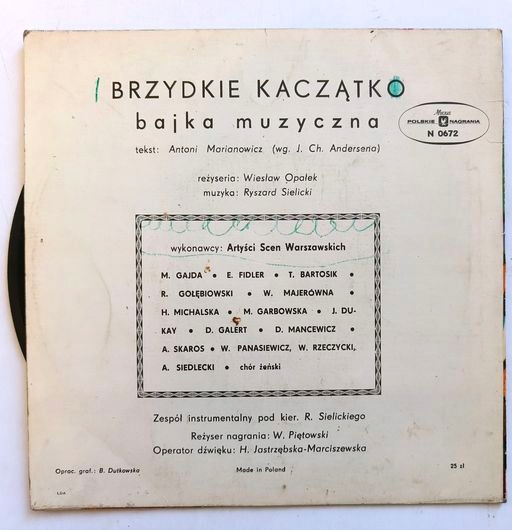 BRZYDKIE KACZĄTKO
bajka muzyczna
tekst: Antoni Marianowicz (wg. J. Ch. Andersena)
Muza
POLSKIE NAGRANIA
N 0672
reżyseria: Wiesław Opałek
muzyka: Ryszard Sielicki
wykonawcy: Artyści Scen Warszawskich
M. GAJDA • E. FIDLER • T. BARTOSIK •
R. GOŁĘBIOWSKI • W. MAJERÓWNA •
H. MICHALSKA • M. GARBOWSKA • J. DU-
KAY • D. GALERT • D. MANCEWICZ •
A. SKAROS • W. PANASIEWICZ, W. RZECZYCKI,
A. SIEDLECKI • chór żeński
Zespół instrumentalny pod kier. R. Sielickiego
Reżyser nagrania: W. Piętowski
Operator dźwięku: H. Jastrzębska-Marciszewska
Oprac. graf.: B. Dutkowska
Made in Poland
25 zł
LDA